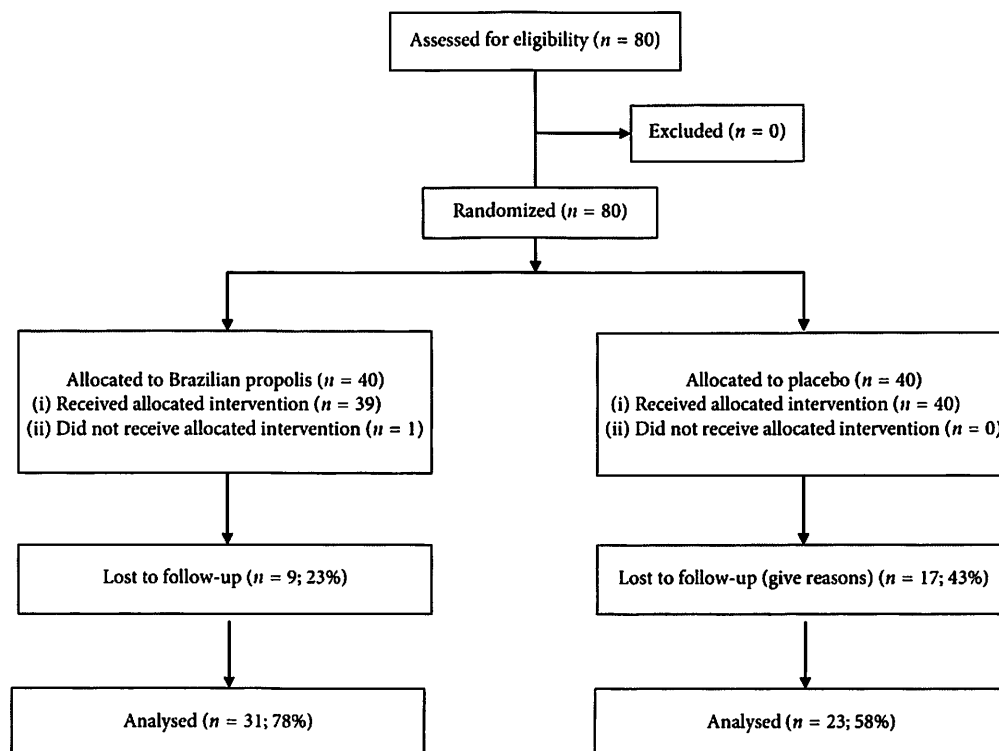 Assessed for eligibility (n = 80)
Excluded (n = 0)
Randomized (n = 80)
Allocated to Brazilian propolis (n = 40)
(i) Received allocated intervention (n = 39)
(ii) Did not receive allocated intervention (n = 1)
Allocated to placebo (n = 40)
(i) Received allocated intervention (n = 40)
(ii) Did not receive allocated intervention (n = 0)
Lost to follow-up (n = 9; 23%)
Lost to follow-up (give reasons) (n = 17; 43%)
Analysed (n = 31; 78%)
Analysed (n = 23; 58%)